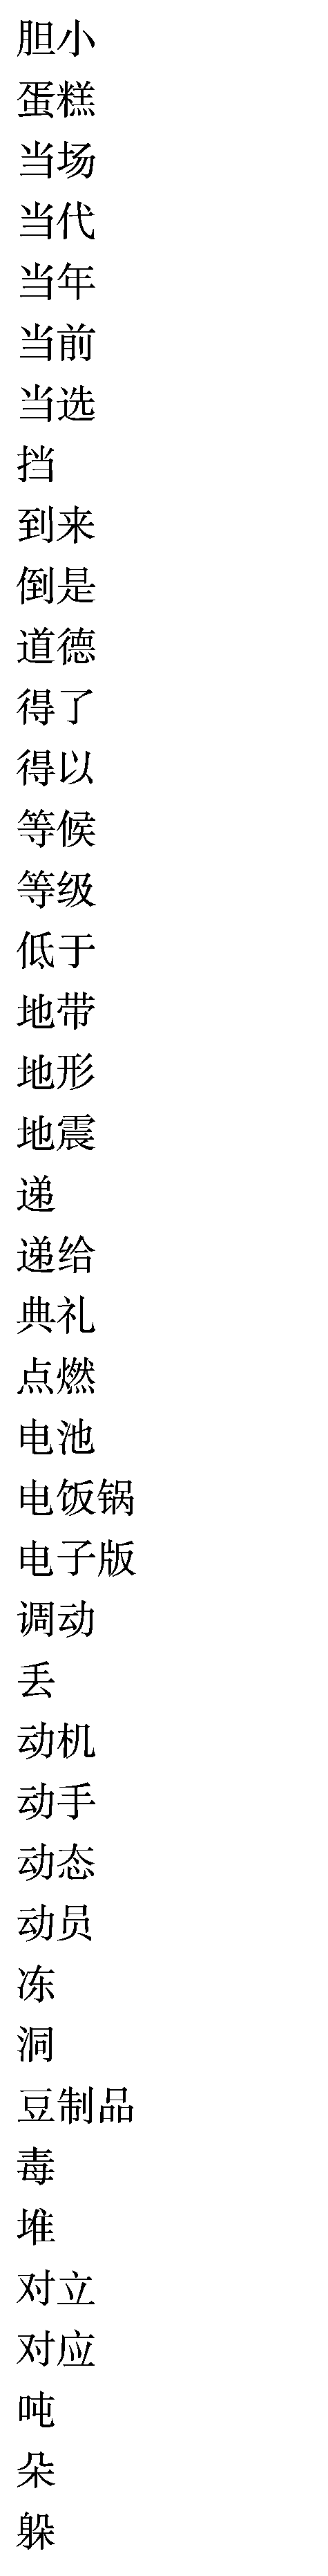 胆小
蛋糕
当场
当代
当年
当前
当选
挡
到来
倒是
道德
得了
得以
等候
等级
低于
地带
地形
地震
递
递给
典礼
点燃
电池
电饭锅
电子版
调动
丢
动机
动手
动态
动员
冻
洞
豆制品
毒
堆
对立
对应
吨
朵
躲